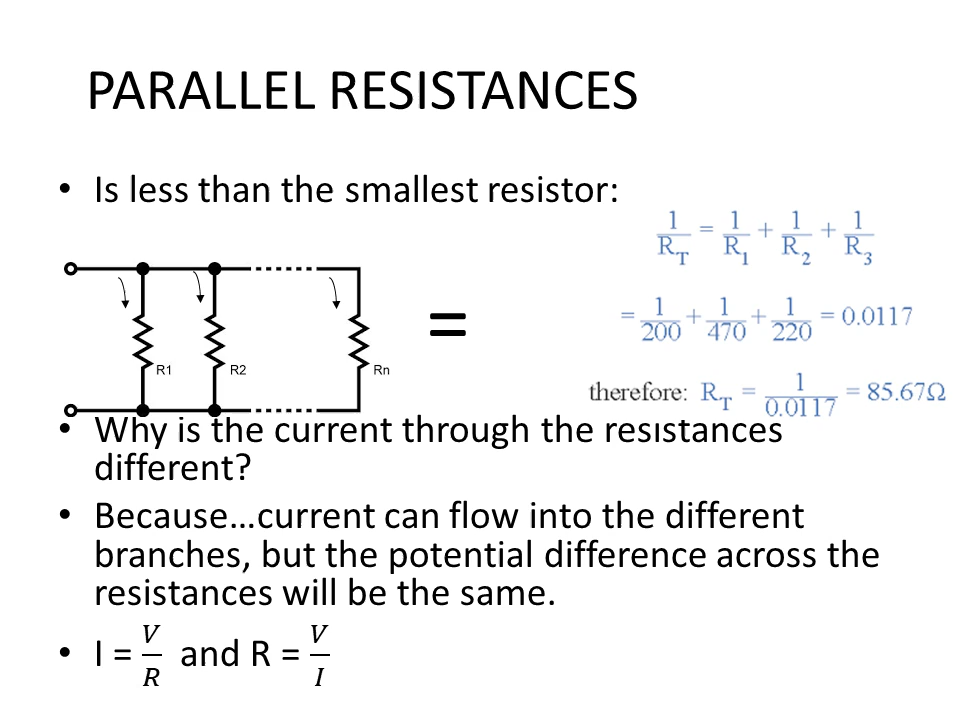 PARALLEL RESISTANCES
• Is less than the smallest resistor:
1/R_T = 1/R_1 + 1/R_2 + 1/R_3
= 1/200 + 1/470 + 1/220 = 0.0117
therefore: R_T = 1/0.0117 = 85.67Ω
R1 R2 Rn
=
• Why is the current through the resistances
different?
• Because…current can flow into the different
branches, but the potential difference across the
resistances will be the same.
• I = V/R and R = V/I